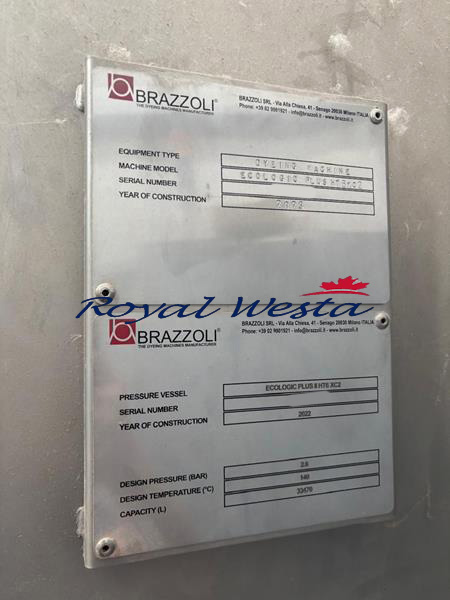 BRAZZOLI
THE DYEING MACHINES MANUFACTURER
BRAZZOLI SRL - Via Alla Chiesa, 41 - Senago 20030 Milano ITALIA
Phone: +39 02 9981921 - info@brazzoli.it - www.brazzoli.it
EQUIPMENT TYPE DYEING MACHINE
MACHINE MODEL ECOLOGIC PLUS
SERIAL NUMBER
YEAR OF CONSTRUCTION
Royal Westa
BRAZZOLI
THE DYEING MACHINES MANUFACTURER
BRAZZOLI SRL - Via Alla Chiesa, 41 - Senago 20030 Milano ITALIA
Phone: +39 02 9981921 - info@brazzoli.it - www.brazzoli.it
PRESSURE VESSEL ECOLOGIC PLUS 8 HT6 XC2
SERIAL NUMBER
YEAR OF CONSTRUCTION 2022
DESIGN PRESSURE (BAR)
DESIGN TEMPERATURE (°C) 140
CAPACITY (L) 33470